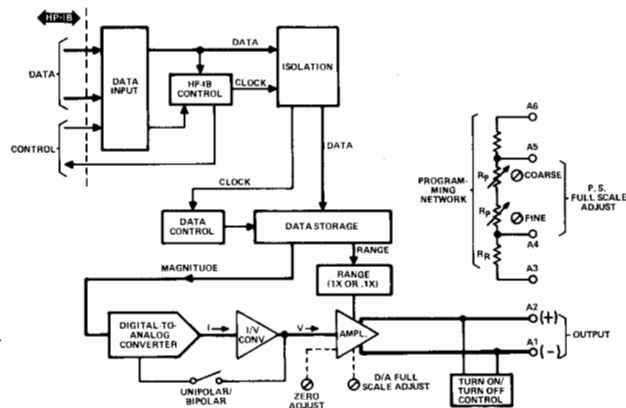 HP-IB
DATA
CONTROL
DATA
INPUT
DATA
HP-IB
CONTROL
CLOCK
ISOLATION
DATA
CLOCK
DATA
CONTROL
DATA STORAGE
MAGNITUDE
RANGE
RANGE
(1X OR .1X)
DIGITAL-TO-
ANALOG
CONVERTER
I
I/V
CONV.
V
AMPL.
UNIPOLAR/
BIPOLAR
ZERO
ADJUST
D/A FULL
SCALE ADJUST
TURN ON/
TURN OFF
CONTROL
A2
(+)
A1
(-)
OUTPUT
PROGRAM-
MING
NETWORK
A6
A5
RP
COARSE
RP
FINE
A4
RR
A3
P.S.
FULL SCALE
ADJUST